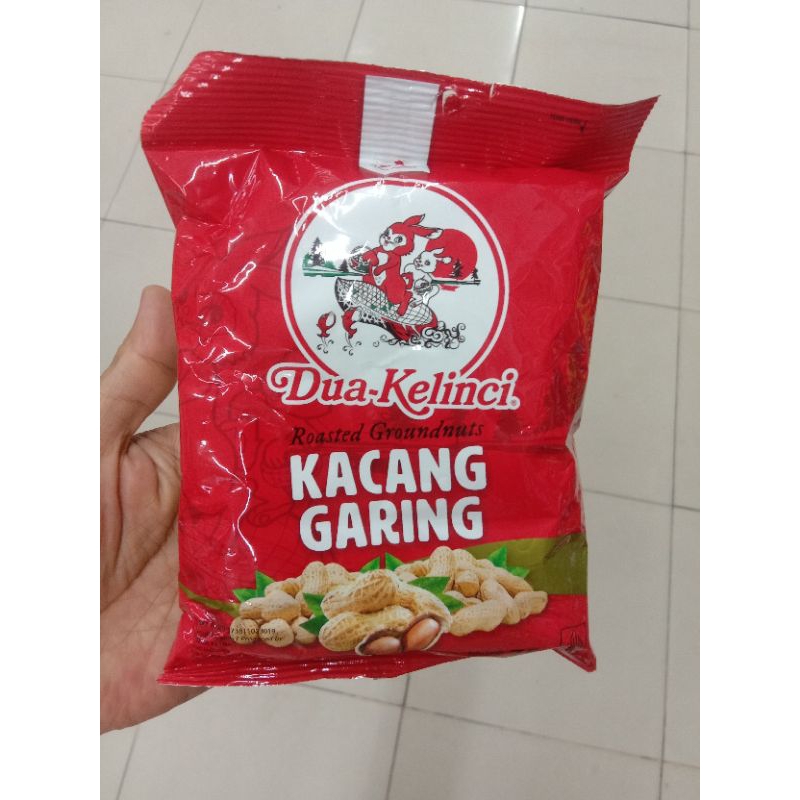 Dua-Kelinci®
Roasted Groundnuts
KACANG
GARING